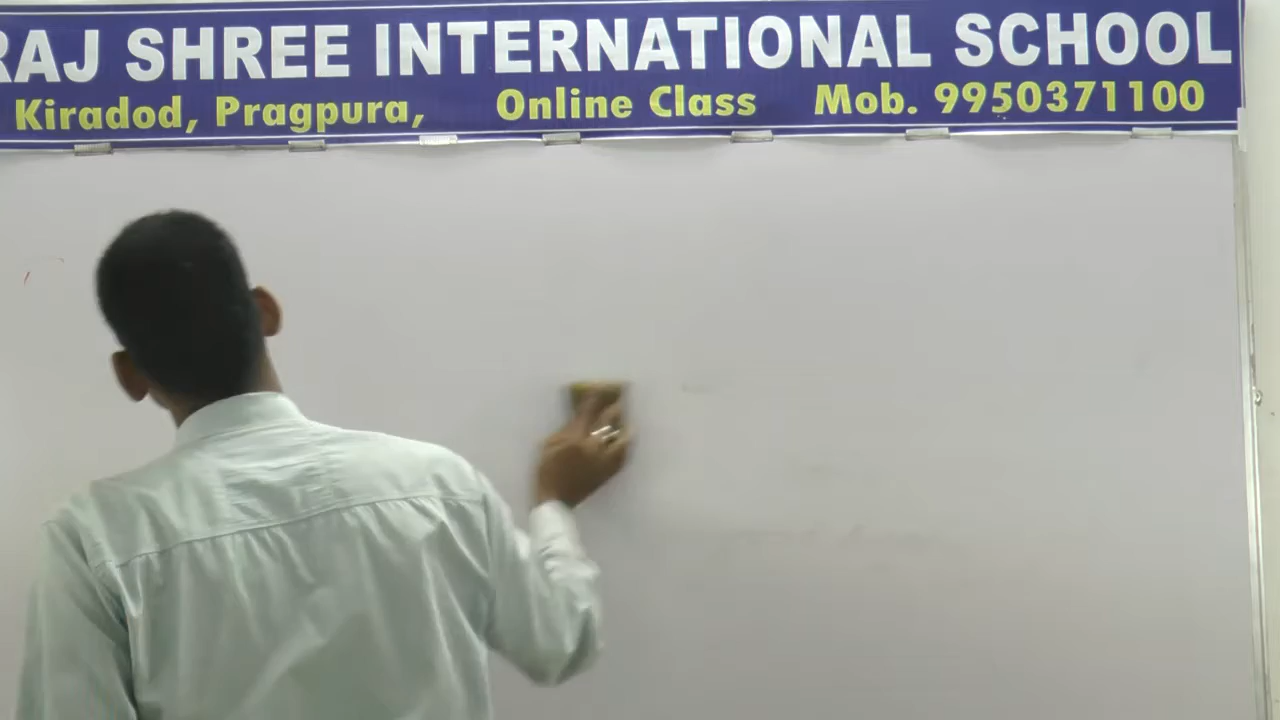 RAJ SHREE INTERNATIONAL SCHOOL
Kiradod, Pragpura, Online Class Mob. 9950371100